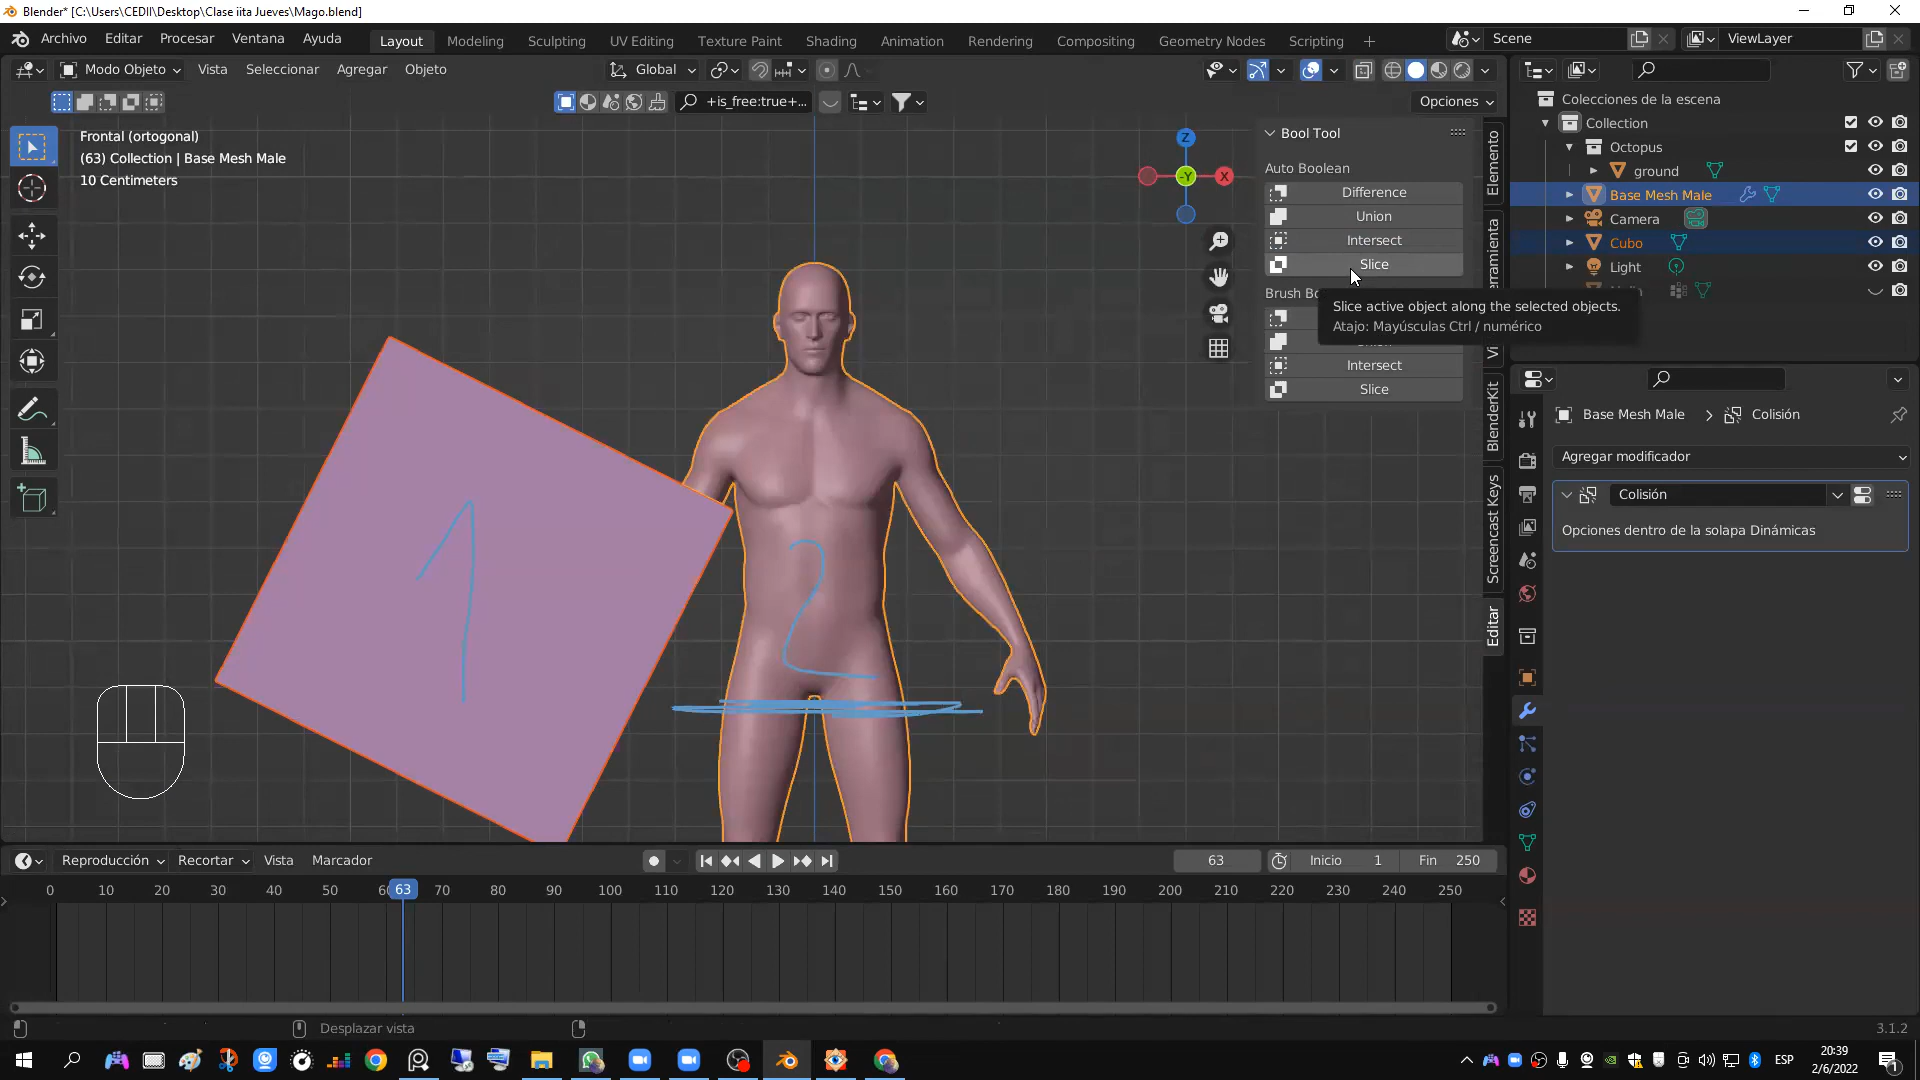 Blender* [C:\Users\CEDII\Desktop\Clase iita Jueves\Mago.blend]
Archivo Editar Procesar Ventana Ayuda Layout Modeling Sculpting UV Editing Texture Paint Shading Animation Rendering Compositing Geometry Nodes Scripting + Scene ViewLayer
Modo Objeto Vista Seleccionar Agregar Objeto Global
+is_free:true+... Opciones
Frontal (ortogonal)
(63) Collection | Base Mesh Male
10 Centimeters
Z
-Y X
Bool Tool
Auto Boolean
Difference
Union
Intersect
Slice
Brush Bo
Slice active object along the selected objects.
Atajo: Mayúsculas Ctrl / numérico
Intersect
Slice
Elemento
BlenderKit
Screencast Keys
Editar
1
2
Colecciones de la escena
Collection
Octopus
ground
Base Mesh Male
Camera
Cubo
Light
Base Mesh Male > Colisión
Agregar modificador
Colisión
Opciones dentro de la solapa Dinámicas
Reproducción Recortar Vista Marcador 63 Inicio 1 Fin 250
0 10 20 30 40 50 63 70 80 90 100 110 120 130 140 150 160 170 180 190 200 210 220 230 240 250
Desplazar vista 3.1.2
ESP 20:39
2/6/2022
1